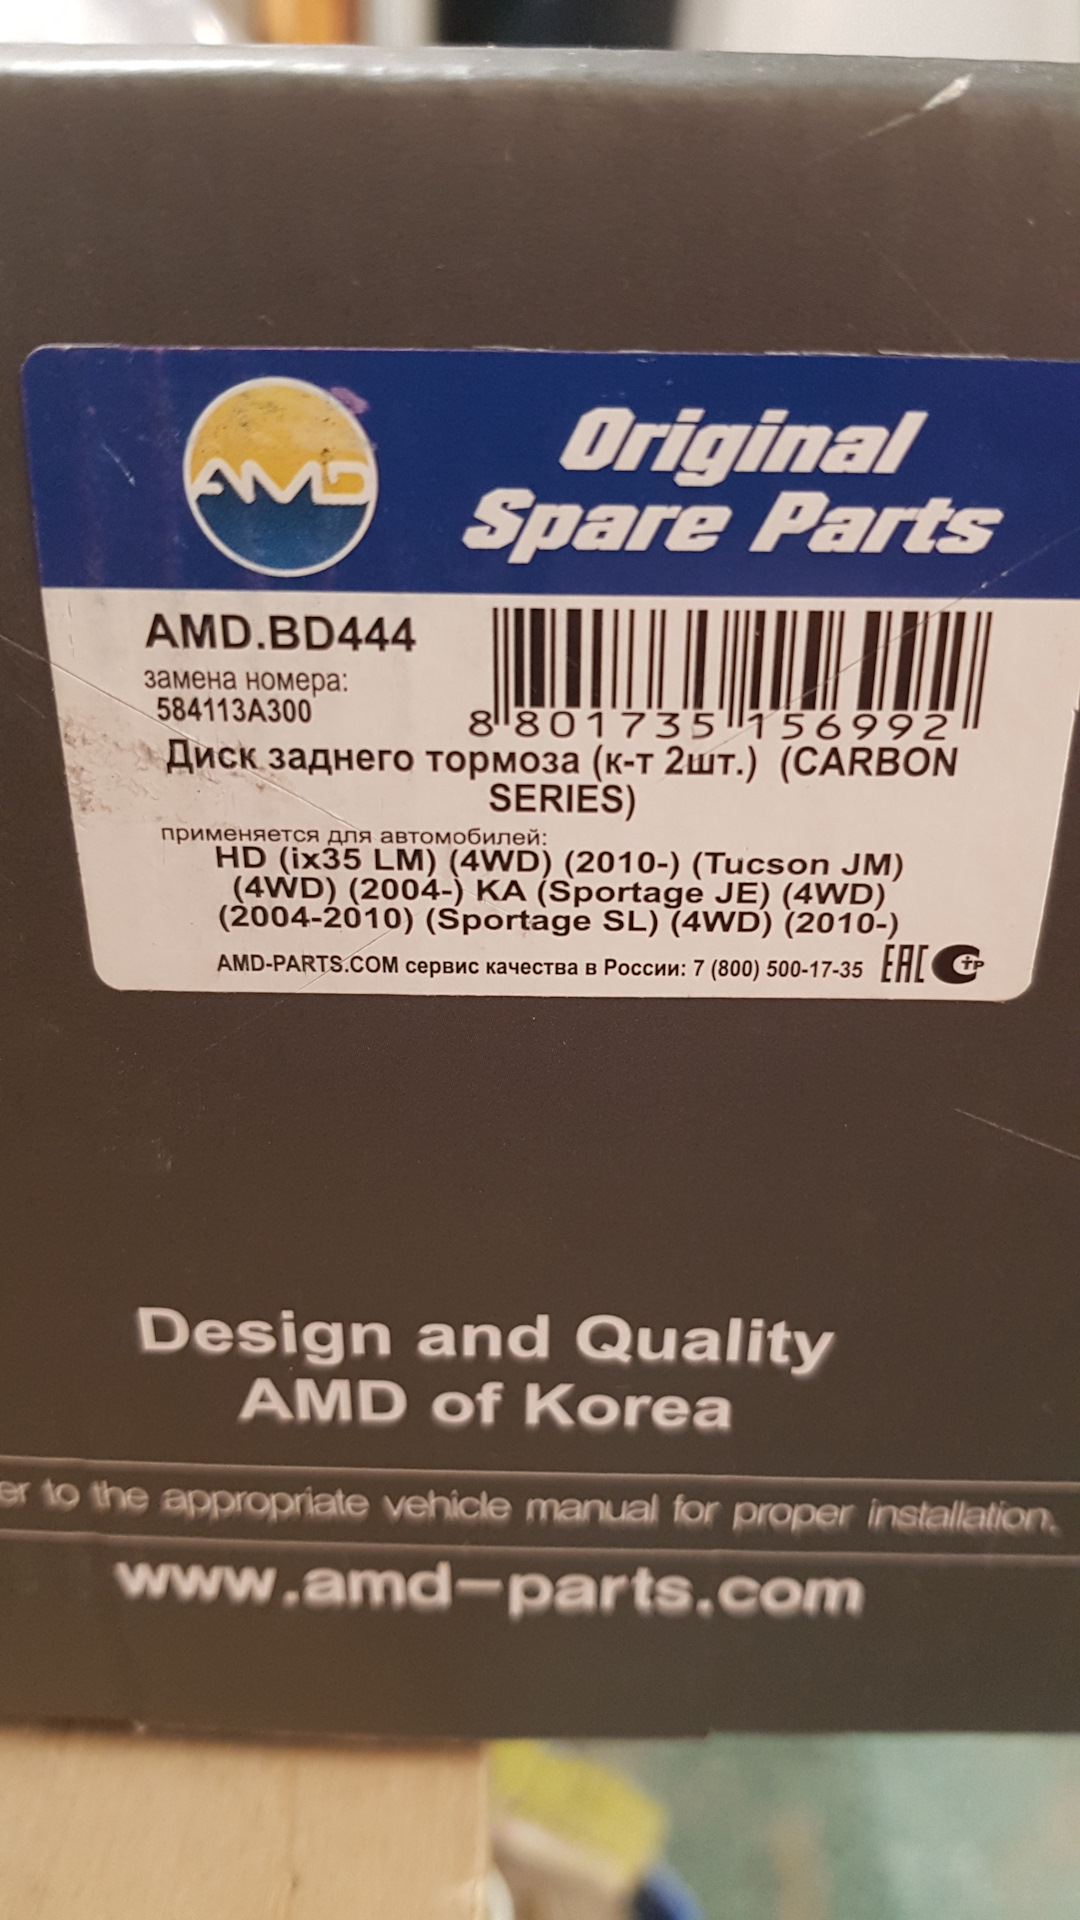 AMD
Original
Spare Parts
AMD.BD444
замена номера:
584113A300
8 801735 156992
Диск заднего тормоза (к-т 2шт.) (CARBON
SERIES)
применяется для автомобилей:
HD (ix35 LM) (4WD) (2010-) (Tucson JM)
(4WD) (2004-) KA (Sportage JE) (4WD)
(2004-2010) (Sportage SL) (4WD) (2010-)
AMD-PARTS.COM сервис качества в России: 7 (800) 500-17-35 EAC TP
Design and Quality
AMD of Korea
er to the appropriate vehicle manual for proper installation.
www.amd-parts.com